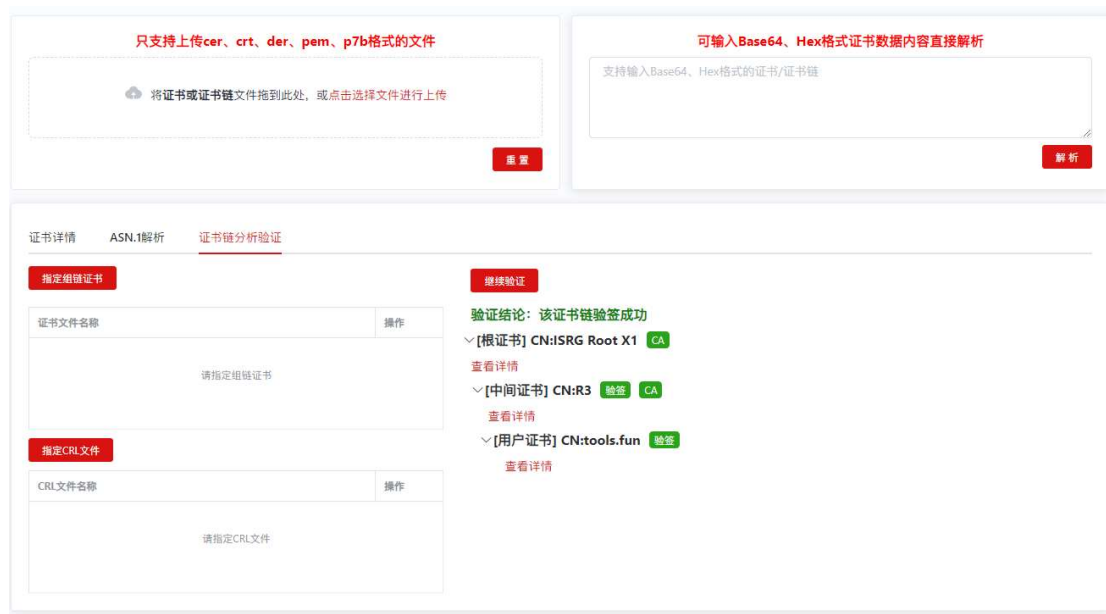 只支持上传cer、crt、der、pem、p7b格式的文件
将证书或证书链文件拖到此处，或点击选择文件进行上传
重 置
可输入Base64、Hex格式证书数据内容直接解析
支持输入Base64、Hex格式的证书/证书链
解 析
证书详情 ASN.1解析 证书链分析验证
指定组链证书
证书文件名称 操作
请指定组链证书
指定CRL文件
CRL文件名称 操作
请指定CRL文件
继续验证
验证结论：该证书链验签成功
[根证书] CN:ISRG Root X1 CA
查看详情
[中间证书] CN:R3 验签 CA
查看详情
[用户证书] CN:tools.fun 验签
查看详情